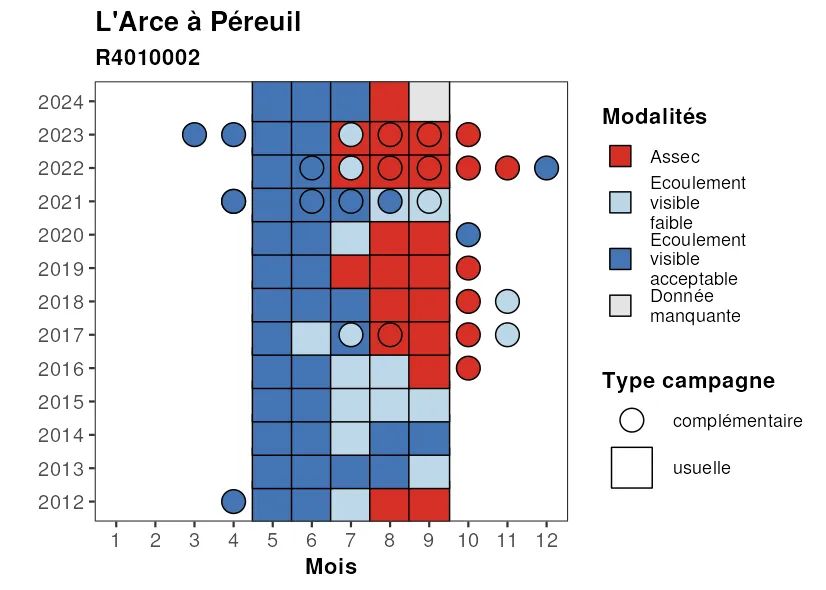 L'Arce à Péreuil
R4010002
2024
2023
2022
2021
2020
2019
2018
2017
2016
2015
2014
2013
2012
1 2 3 4 5 6 7 8 9 10 11 12
Mois
Modalités
Assec
Ecoulement
visible
faible
Ecoulement
visible
acceptable
Donnée
manquante
Type campagne
complémentaire
usuelle